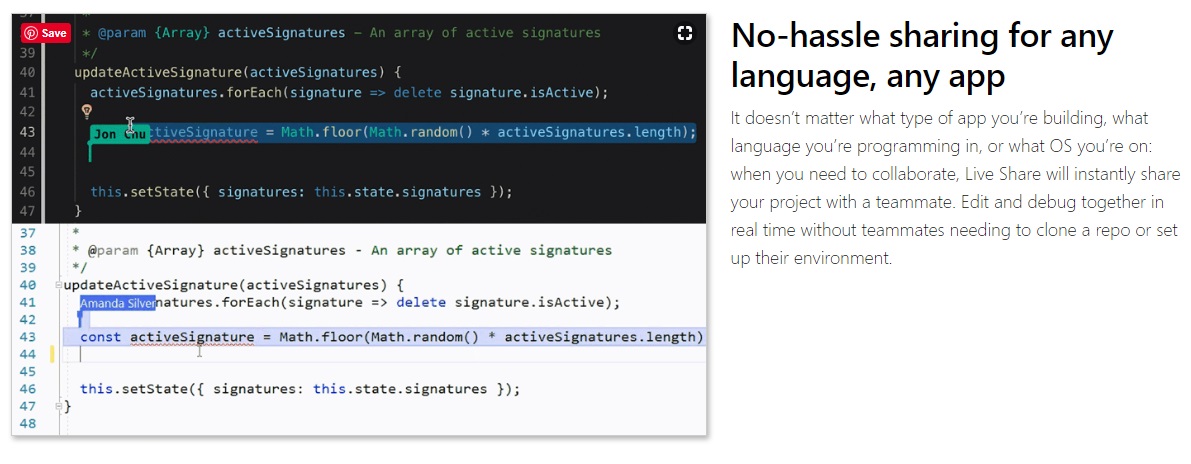 Save
38 * @param {Array} activeSignatures – An array of active signatures
39 */
40 updateActiveSignature(activeSignatures) {
41 activeSignatures.forEach(signature => delete signature.isActive);
42
43 Jon Chu ctiveSignature = Math.floor(Math.random() * activeSignatures.length);
44
45
46 this.setState({ signatures: this.state.signatures });
47 }
37 *
38 * @param {Array} activeSignatures - An array of active signatures
39 */
40 updateActiveSignature(activeSignatures) {
41 Amanda Silver natures.forEach(signature => delete signature.isActive);
42
43 const activeSignature = Math.floor(Math.random() * activeSignatures.length)
44
45
46 this.setState({ signatures: this.state.signatures });
47 }
48
No-hassle sharing for any
language, any app
It doesn’t matter what type of app you’re building, what
language you’re programming in, or what OS you’re on:
when you need to collaborate, Live Share will instantly share
your project with a teammate. Edit and debug together in
real time without teammates needing to clone a repo or set
up their environment.